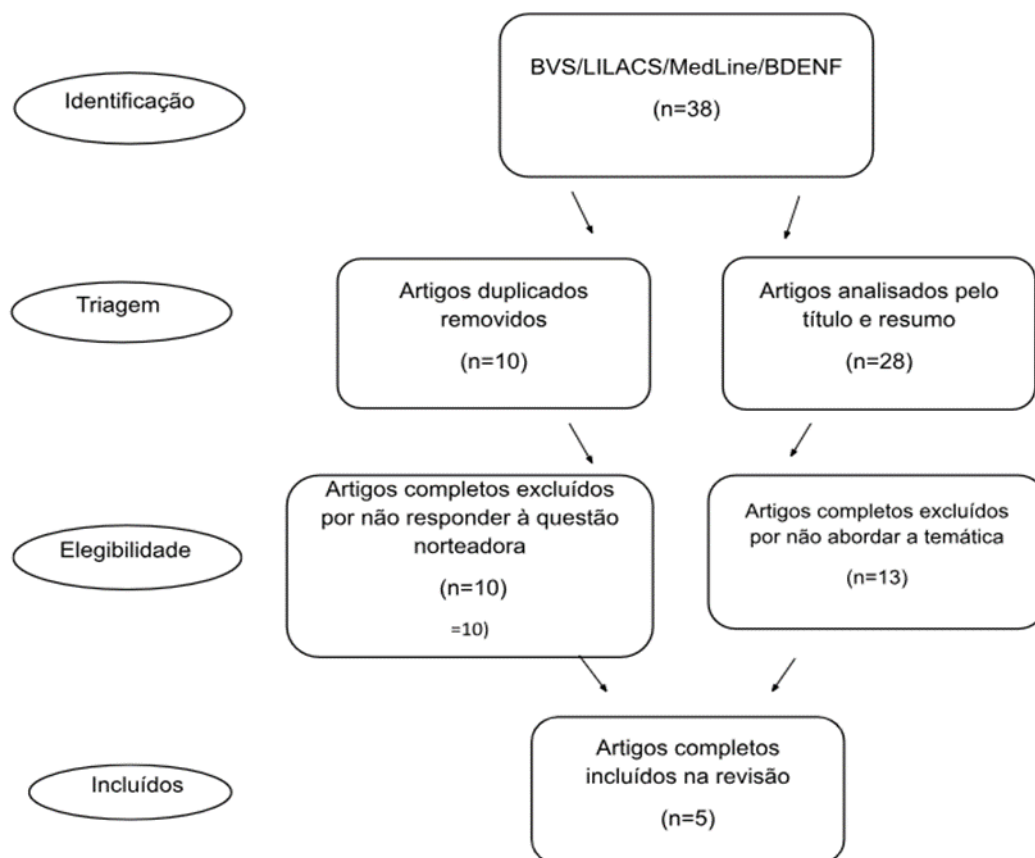 Identificação
BVS/LILACS/MedLine/BDENF
(n=38)
Triagem
Artigos duplicados
removidos
(n=10)
Artigos analisados pelo
título e resumo
(n=28)
Elegibilidade
Artigos completos excluídos
por não responder à questão
norteadora
(n=10)
=10)
Artigos completos excluídos
por não abordar a temática
(n=13)
Incluídos
Artigos completos
incluídos na revisão
(n=5)